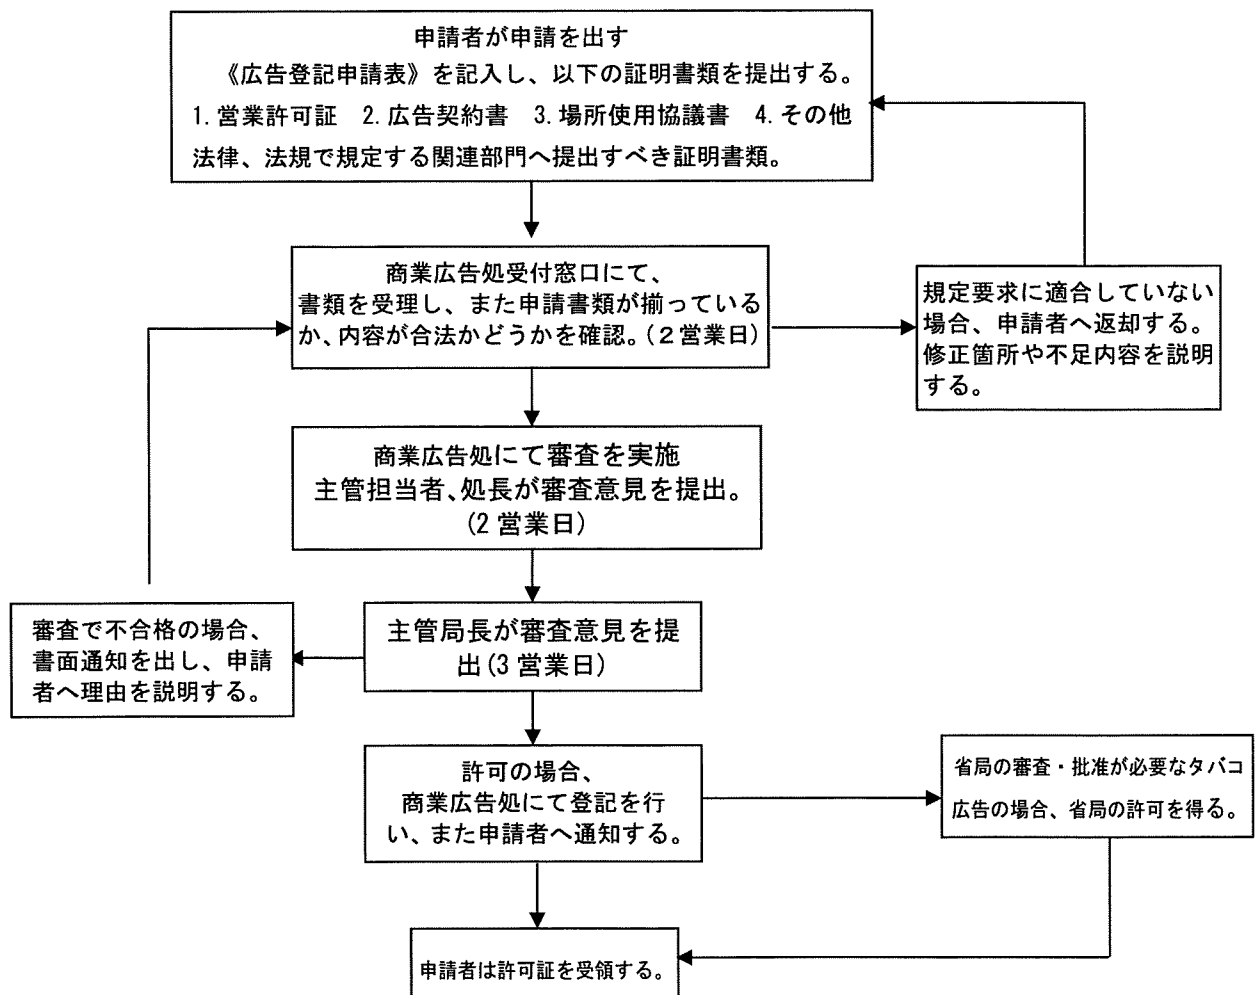 申請者が申請を出す
《広告登記申請表》を記入し、以下の証明書類を提出する。
1.営業許可証 2.広告契約書 3.場所使用協議書 4.その他
法律、法規で規定する関連部門へ提出すべき証明書類。
商業広告処受付窓口にて、
書類を受理し、また申請書類が揃っている
か、内容が合法かどうかを確認。(2営業日)
規定要求に適合していない
場合、申請者へ返却する。
修正箇所や不足内容を説明
する。
商業広告処にて審査を実施
主管担当者、処長が審査意見を提出。
(2営業日)
審査で不合格の場合、
書面通知を出し、申請
者へ理由を説明する。
主管局長が審査意見を提
出(3営業日)
許可の場合、
商業広告処にて登記を行
い、また申請者へ通知する。
省局の審査・批准が必要なタバコ
広告の場合、省局の許可を得る。
申請者は許可証を受領する。